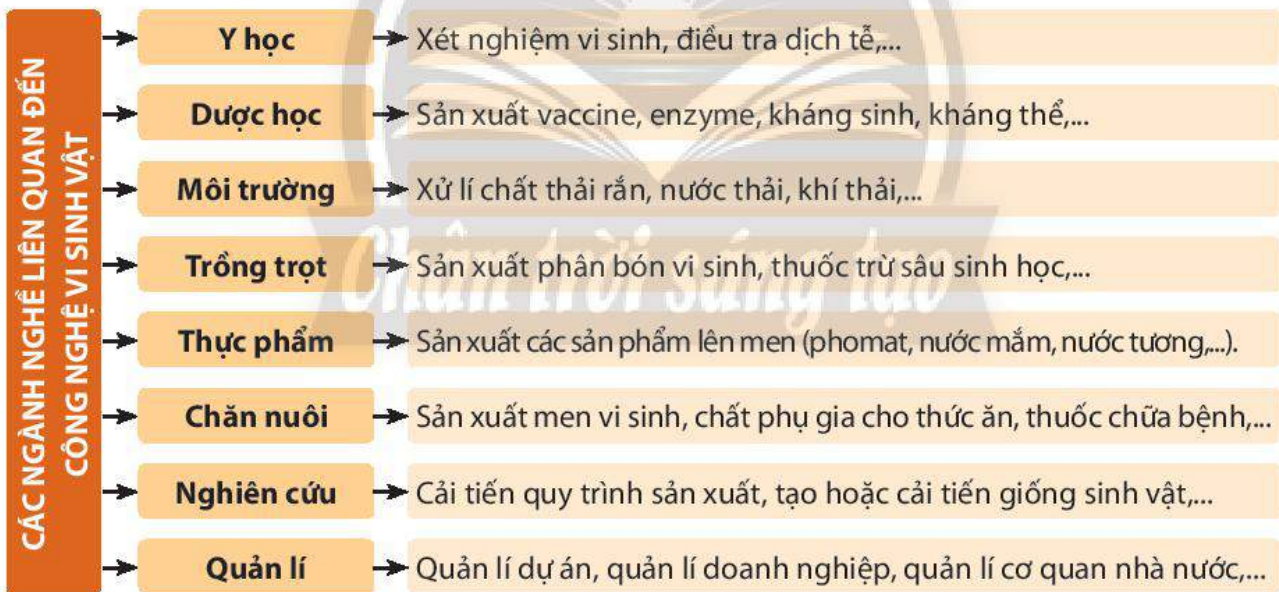 CÁC NGÀNH NGHỀ LIÊN QUAN ĐẾN
CÔNG NGHỆ VI SINH VẬT
Y học
Xét nghiệm vi sinh, điều tra dịch tễ,...
Dược học
Sản xuất vaccine, enzyme, kháng sinh, kháng thể,...
Môi trường
Xử lí chất thải rắn, nước thải, khí thải,...
Trồng trọt
Sản xuất phân bón vi sinh, thuốc trừ sâu sinh học,...
Chân trời sáng tạo
Thực phẩm
Sản xuất các sản phẩm lên men (phomat, nước mắm, nước tương,...).
Chăn nuôi
Sản xuất men vi sinh, chất phụ gia cho thức ăn, thuốc chữa bệnh,...
Nghiên cứu
Cải tiến quy trình sản xuất, tạo hoặc cải tiến giống sinh vật,...
Quản lí
Quản lí dự án, quản lí doanh nghiệp, quản lí cơ quan nhà nước,...